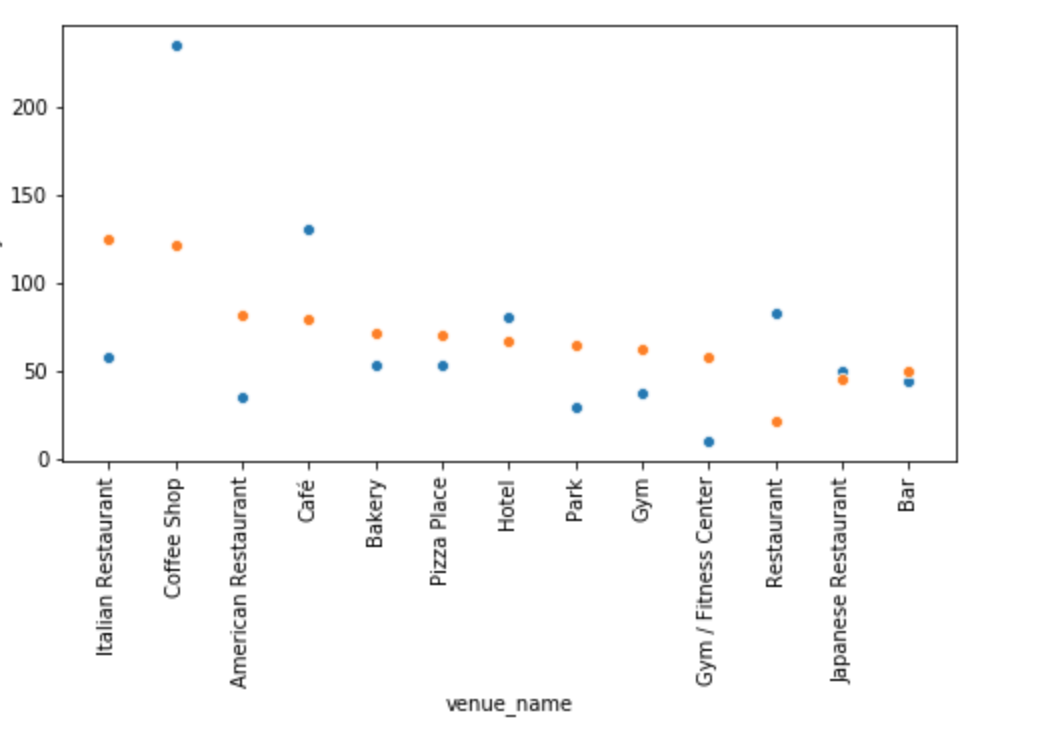 200
150
100
50
0
Italian Restaurant
Coffee Shop
American Restaurant
Café
Bakery
Pizza Place
Hotel
Park
Gym
Gym / Fitness Center
Restaurant
Japanese Restaurant
Bar
venue_name